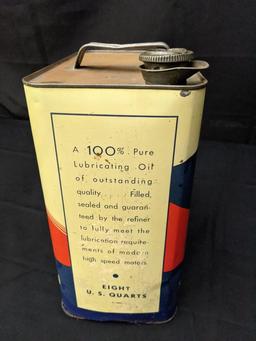 A 100% Pure
Lubricating Oil
of outstanding
quality. Filled,
sealed and guaran-
teed by the refiner
to fully meet the
lubrication require-
ments of modern
high speed motors.
EIGHT
U. S. QUARTS